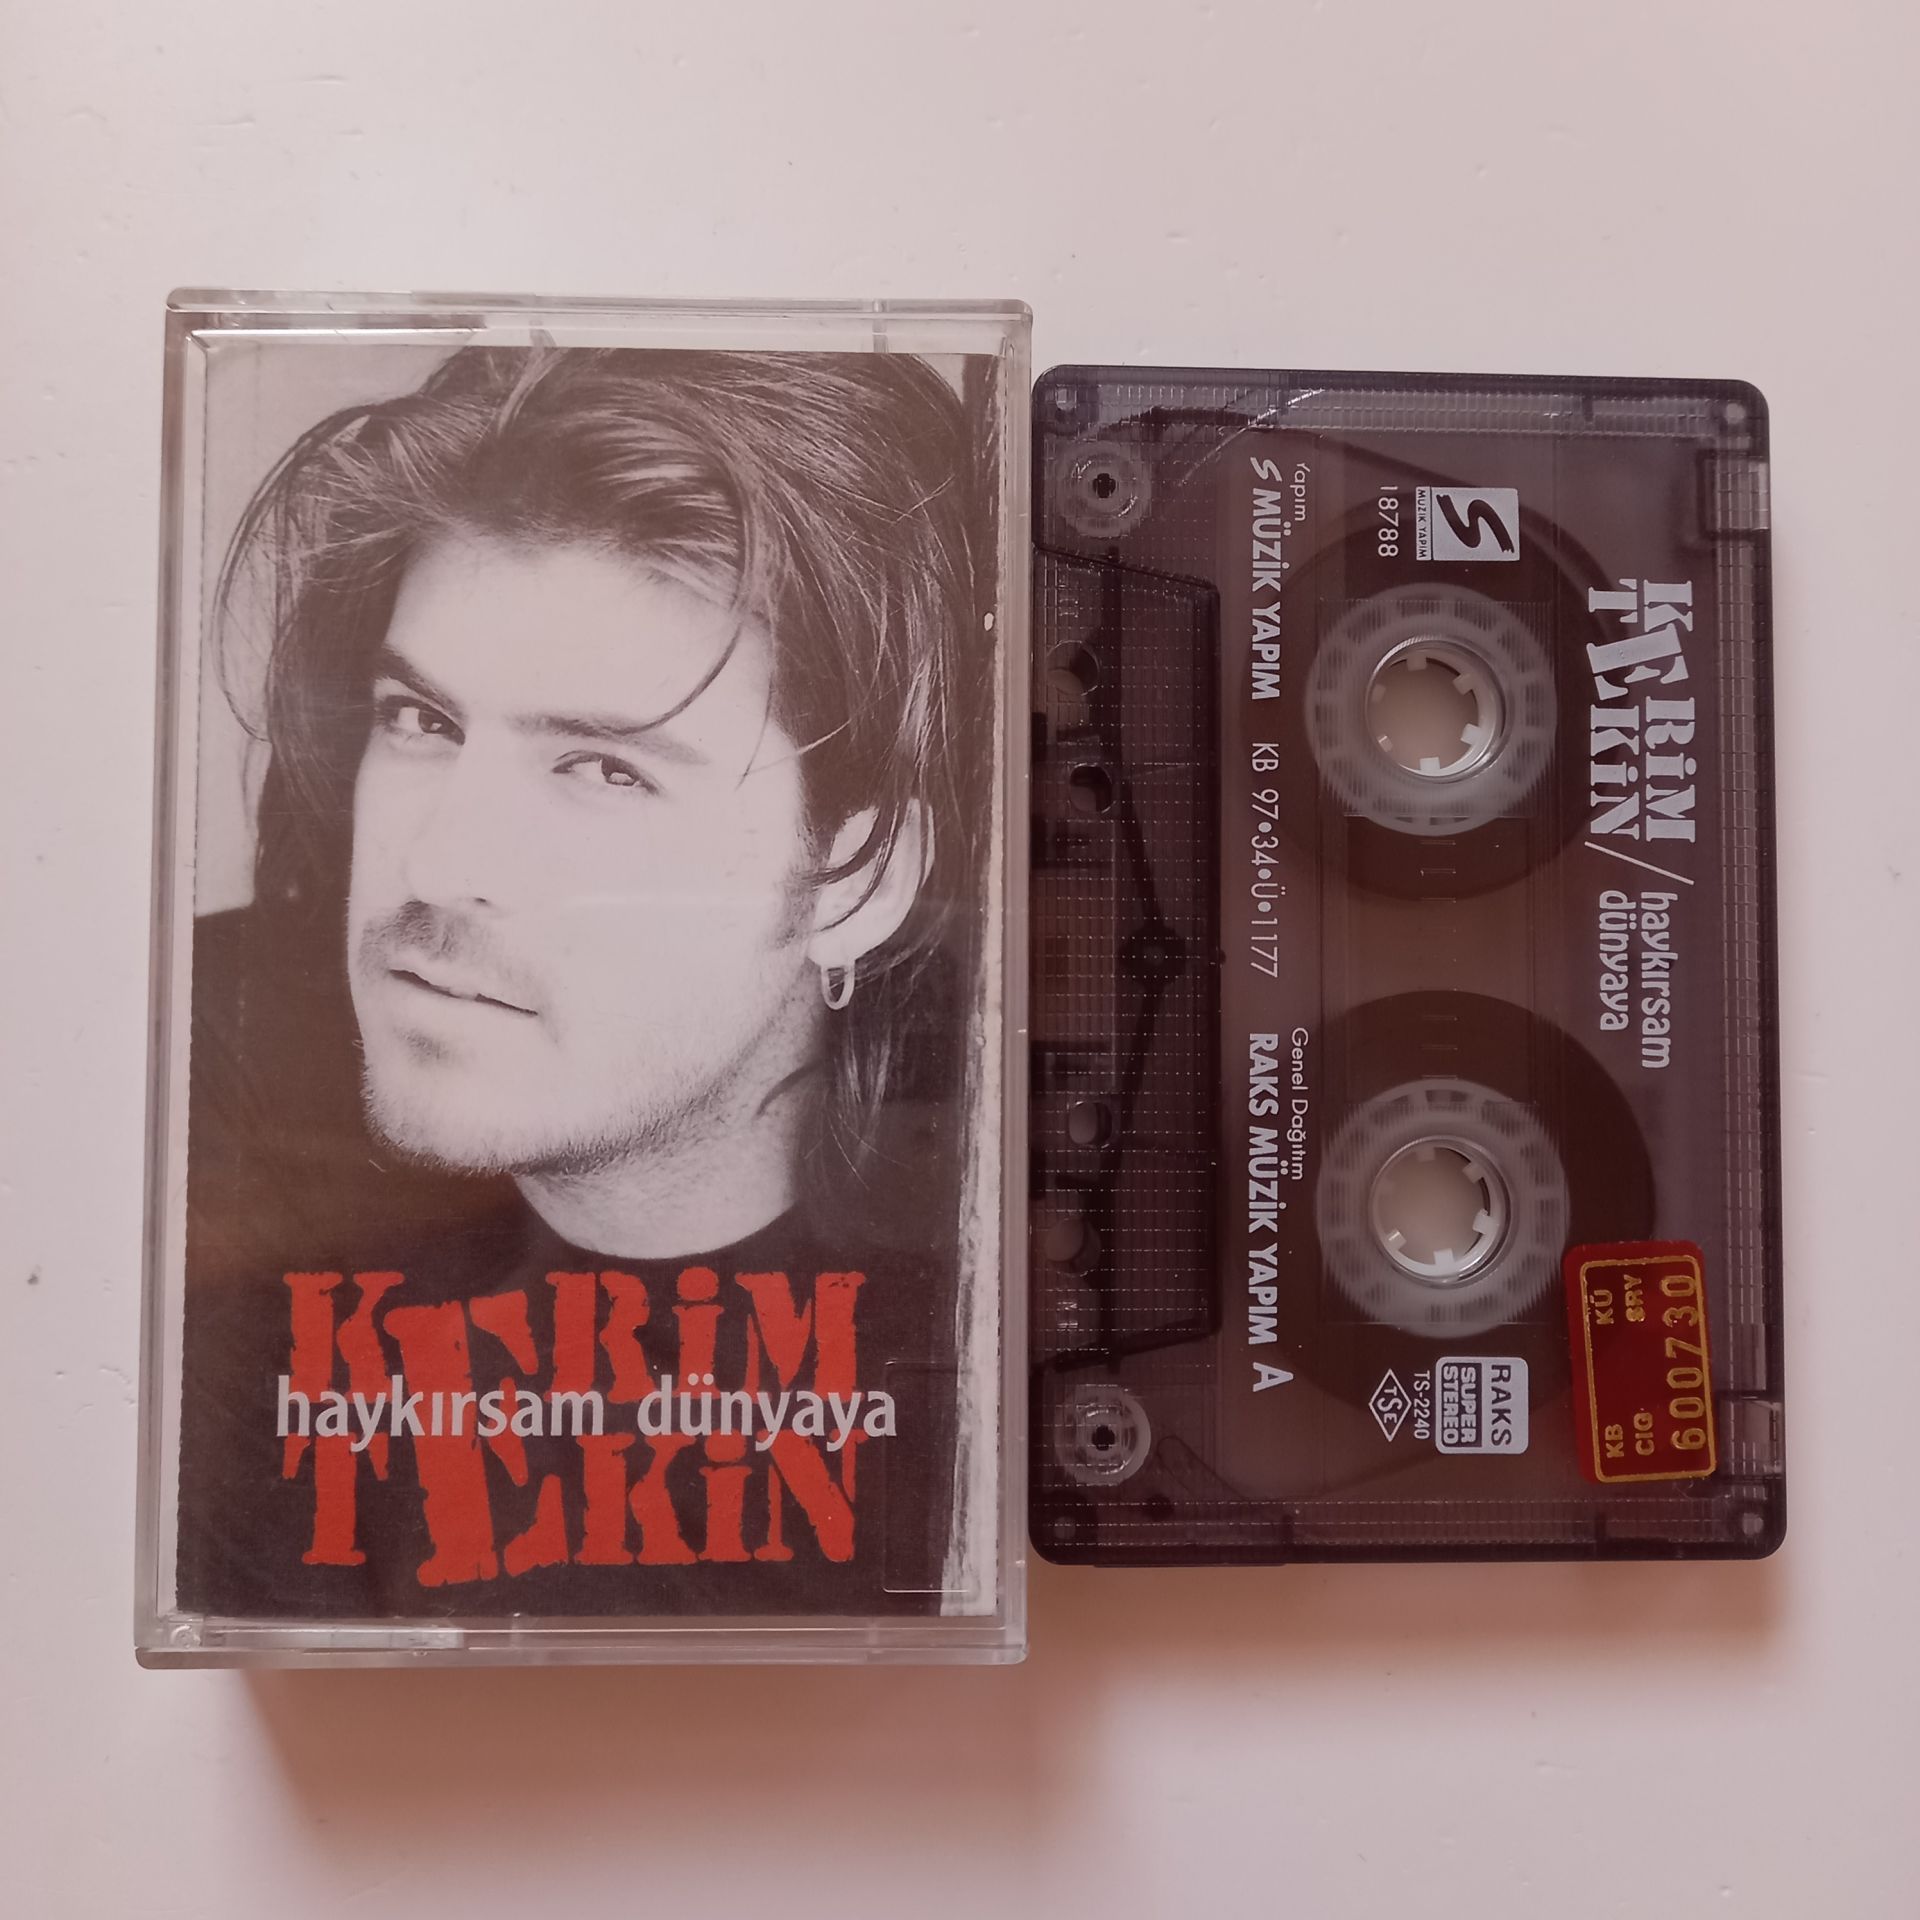 KERİM
haykırsam dünyaya
TEKİN
KERİM
TEKİN/
haykırsam
dünyaya
S
MÜZİK YAPIM
18788
Yapım
S MÜZİK YAPIM KB 97•34•Ü•1177
Genel Dağıtım
RAKS MÜZİK YAPIM A
RAKS
SUPER
STEREO
TS-2240
TSE
600730
CIG SRV
KB KÜ